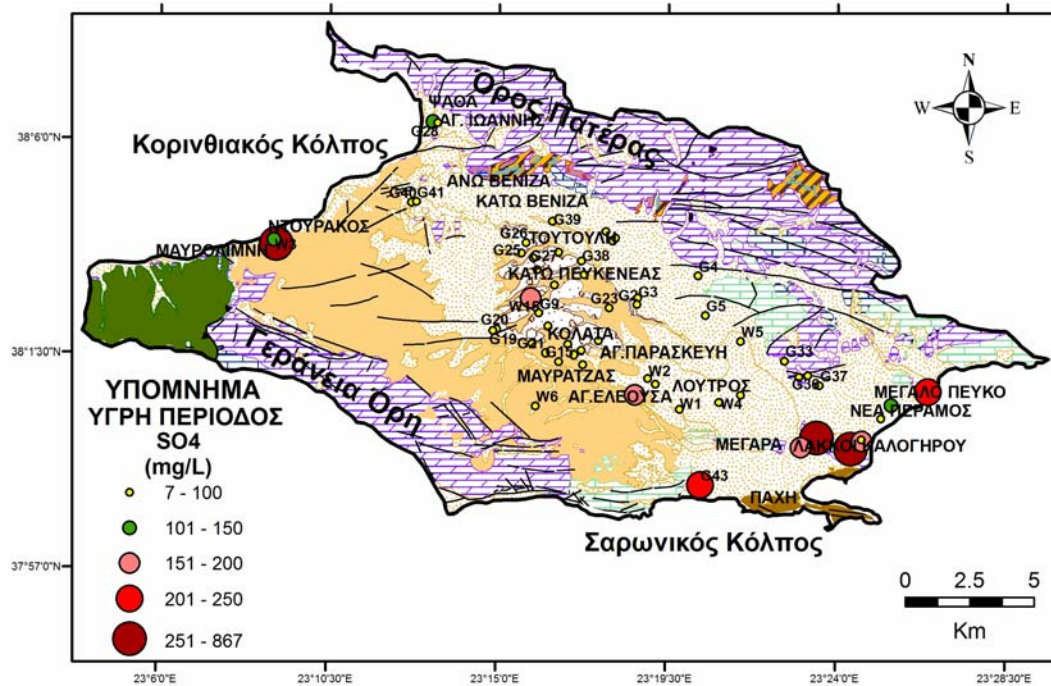 N
W E
S
Όρος Πατέρας
ΨΑΘΑ
ΑΓ. ΙΩΑΝΝΗΣ
G28
38°6'0"N
Κορινθιακός Κόλπος
ΑΝΩ ΒΕΝΙΖΑ
G41
ΚΑΤΩ ΒΕΝΙΖΑ
ΝΤΟΥΡΑΚΟΣ
G39
G26
ΜΑΥΡΟΛΙΜΝΗ
W3
G25
G27
G38
ΚΑΤΩ ΠΕΥΚΕΝΕΑΣ
G4
G3
G23
G9
G5
G20
ΚΟΛΑΤΑ
W5
38°1'30"N
G19
G21
G15
ΑΓ.ΠΑΡΑΣΚΕΥΗ
G33
Γεράνεια Όρη
ΜΑΥΡΑΤΖΑΣ
W2
ΛΟΥΤΡΟΣ
G37
G36
ΥΠΟΜΝΗΜΑ
ΑΓ.ΕΛΕΟΥΣΑ
ΜΕΓΑΛΟ ΠΕΥΚΟ
W6
W1
W4
ΝΕΑ ΠΕΡΑΜΟΣ
ΥΓΡΗ ΠΕΡΙΟΔΟΣ
SO4
(mg/L)
ΜΕΓΑΡΑ
ΛΑΚΚΟΙ ΚΑΛΟΓΗΡΟΥ
G43
ΠΑΧΗ
7 - 100
101 - 150
151 - 200
201 - 250
251 - 867
Σαρωνικός Κόλπος
37°57'0"N
0 2.5 5
Km
23°6'0"E 23°10'30"E 23°15'0"E 23°19'30"E 23°24'0"E 23°28'30"E